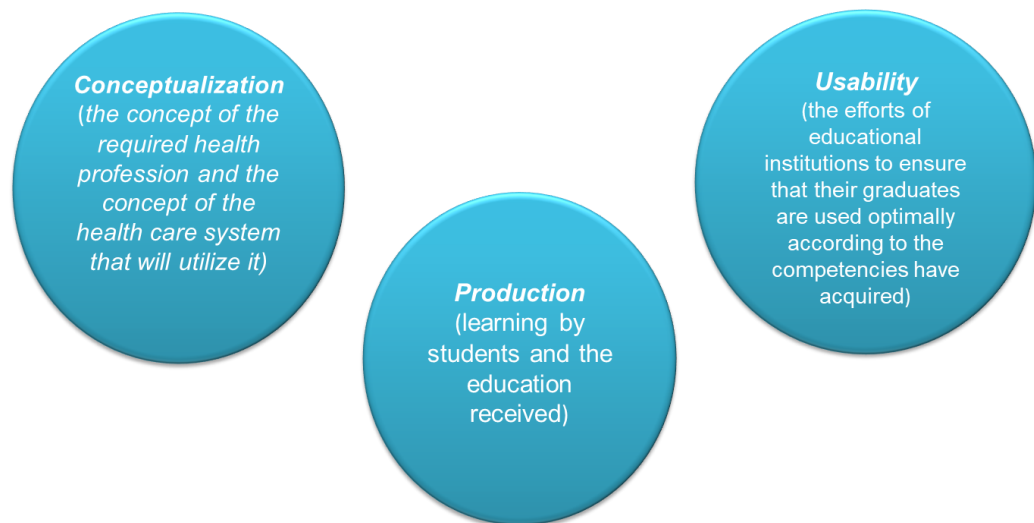 Conceptualization
(the concept of the
required health
profession and the
concept of the
health care system
that will utilize it)
Production
(learning by
students and the
education
received)
Usability
(the efforts of
educational
institutions to ensure
that their graduates
are used optimally
according to the
competencies have
acquired)